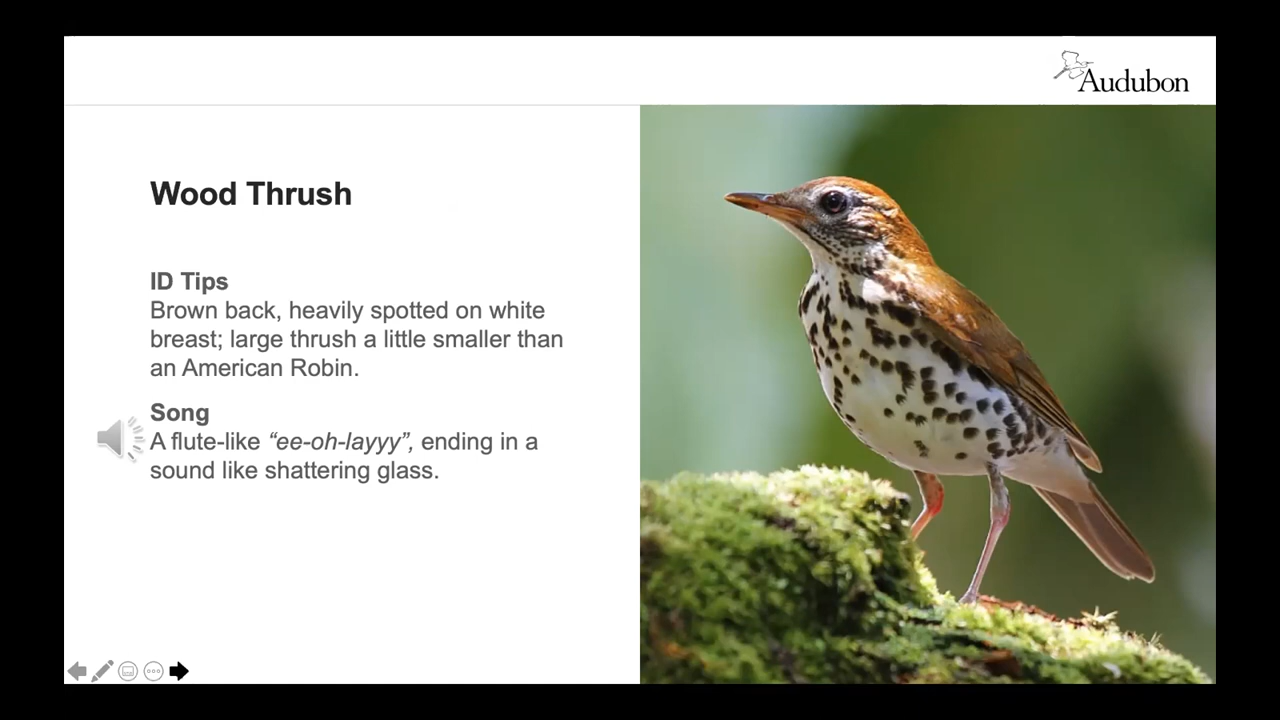 Audubon
Wood Thrush
ID Tips
Brown back, heavily spotted on white
breast; large thrush a little smaller than
an American Robin.
Song
A flute-like “ee-oh-layyy”, ending in a
sound like shattering glass.